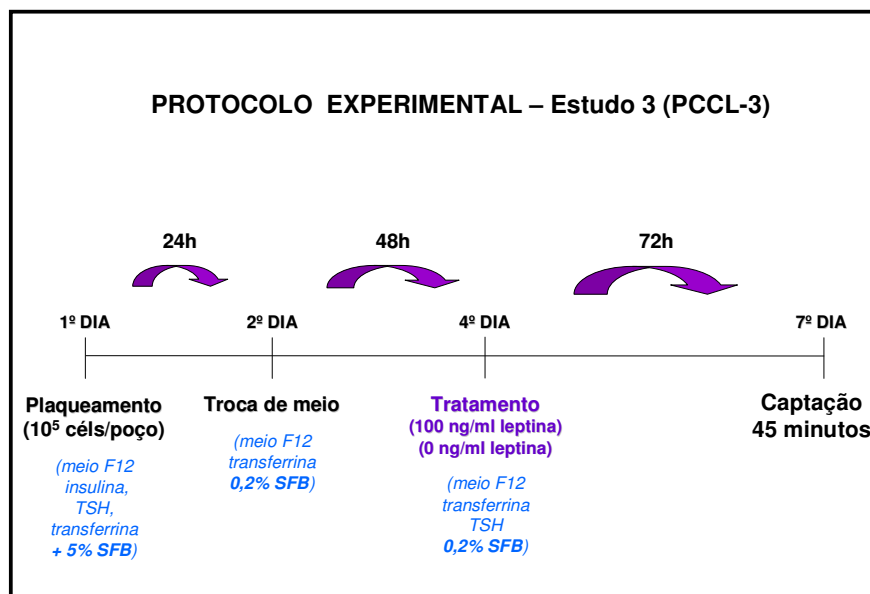 PROTOCOLO EXPERIMENTAL – Estudo 3 (PCCL-3)
24h
48h
72h
1º DIA
2º DIA
4º DIA
7º DIA
Plaqueamento
(10⁵ céls/poço)
(meio F12
insulina,
TSH,
transferrina
+ 5% SFB)
Troca de meio
(meio F12
transferrina
0,2% SFB)
Tratamento
(100 ng/ml leptina)
(0 ng/ml leptina)
(meio F12
transferrina
TSH
0,2% SFB)
Captação
45 minutos